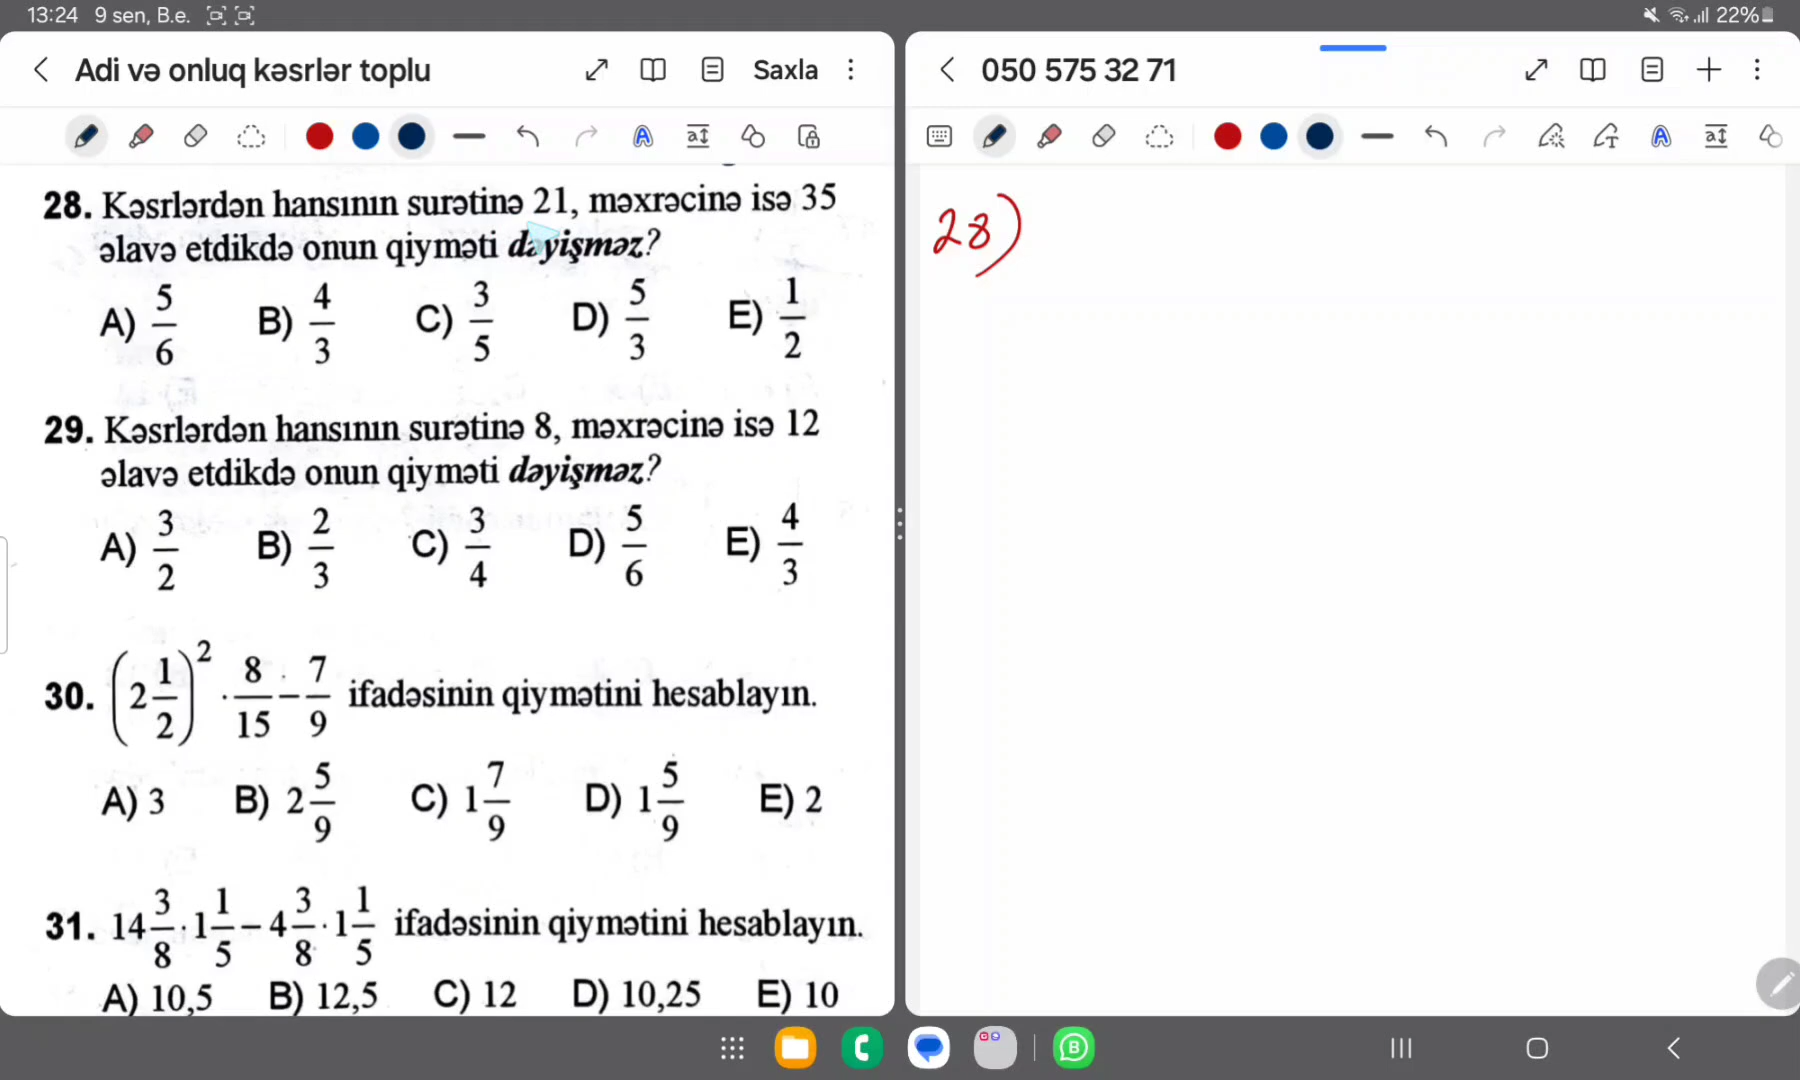 13:24 9 sen, B.e. 22%
Adi və onluq kəsrlər toplu Saxla
050 575 32 71
28. Kəsrlərdən hansının surətinə 21, məxrəcinə isə 35
əlavə etdikdə onun qiyməti dəyişməz?
A) 5/6 B) 4/3 C) 3/5 D) 5/3 E) 1/2
29. Kəsrlərdən hansının surətinə 8, məxrəcinə isə 12
əlavə etdikdə onun qiyməti dəyişməz?
A) 3/2 B) 2/3 C) 3/4 D) 5/6 E) 4/3
30. (2 1/2)² · 8/15 − 7/9 ifadəsinin qiymətini hesablayın.
A) 3 B) 2 5/9 C) 1 7/9 D) 1 5/9 E) 2
31. 14 3/8 · 1 1/5 − 4 3/8 · 1 1/5 ifadəsinin qiymətini hesablayın.
A) 10,5 B) 12,5 C) 12 D) 10,25 E) 10
28)